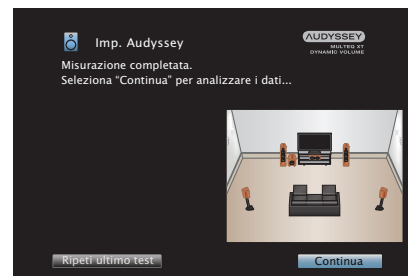 Imp. Audyssey
AUDYSSEY
MULTEQ XT
DYNAMIC VOLUME
Misurazione completata.
Seleziona “Continua” per analizzare i dati...
Ripeti ultimo test
Continua